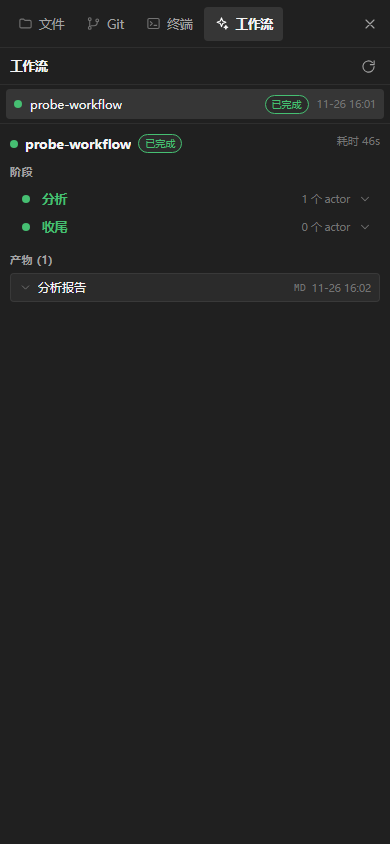 文件 Git 终端 工作流
工作流
probe-workflow 已完成 11-26 16:01
probe-workflow 已完成 耗时 46s
阶段
分析 1 个 actor
收尾 0 个 actor
产物 (1)
分析报告 MD 11-26 16:02